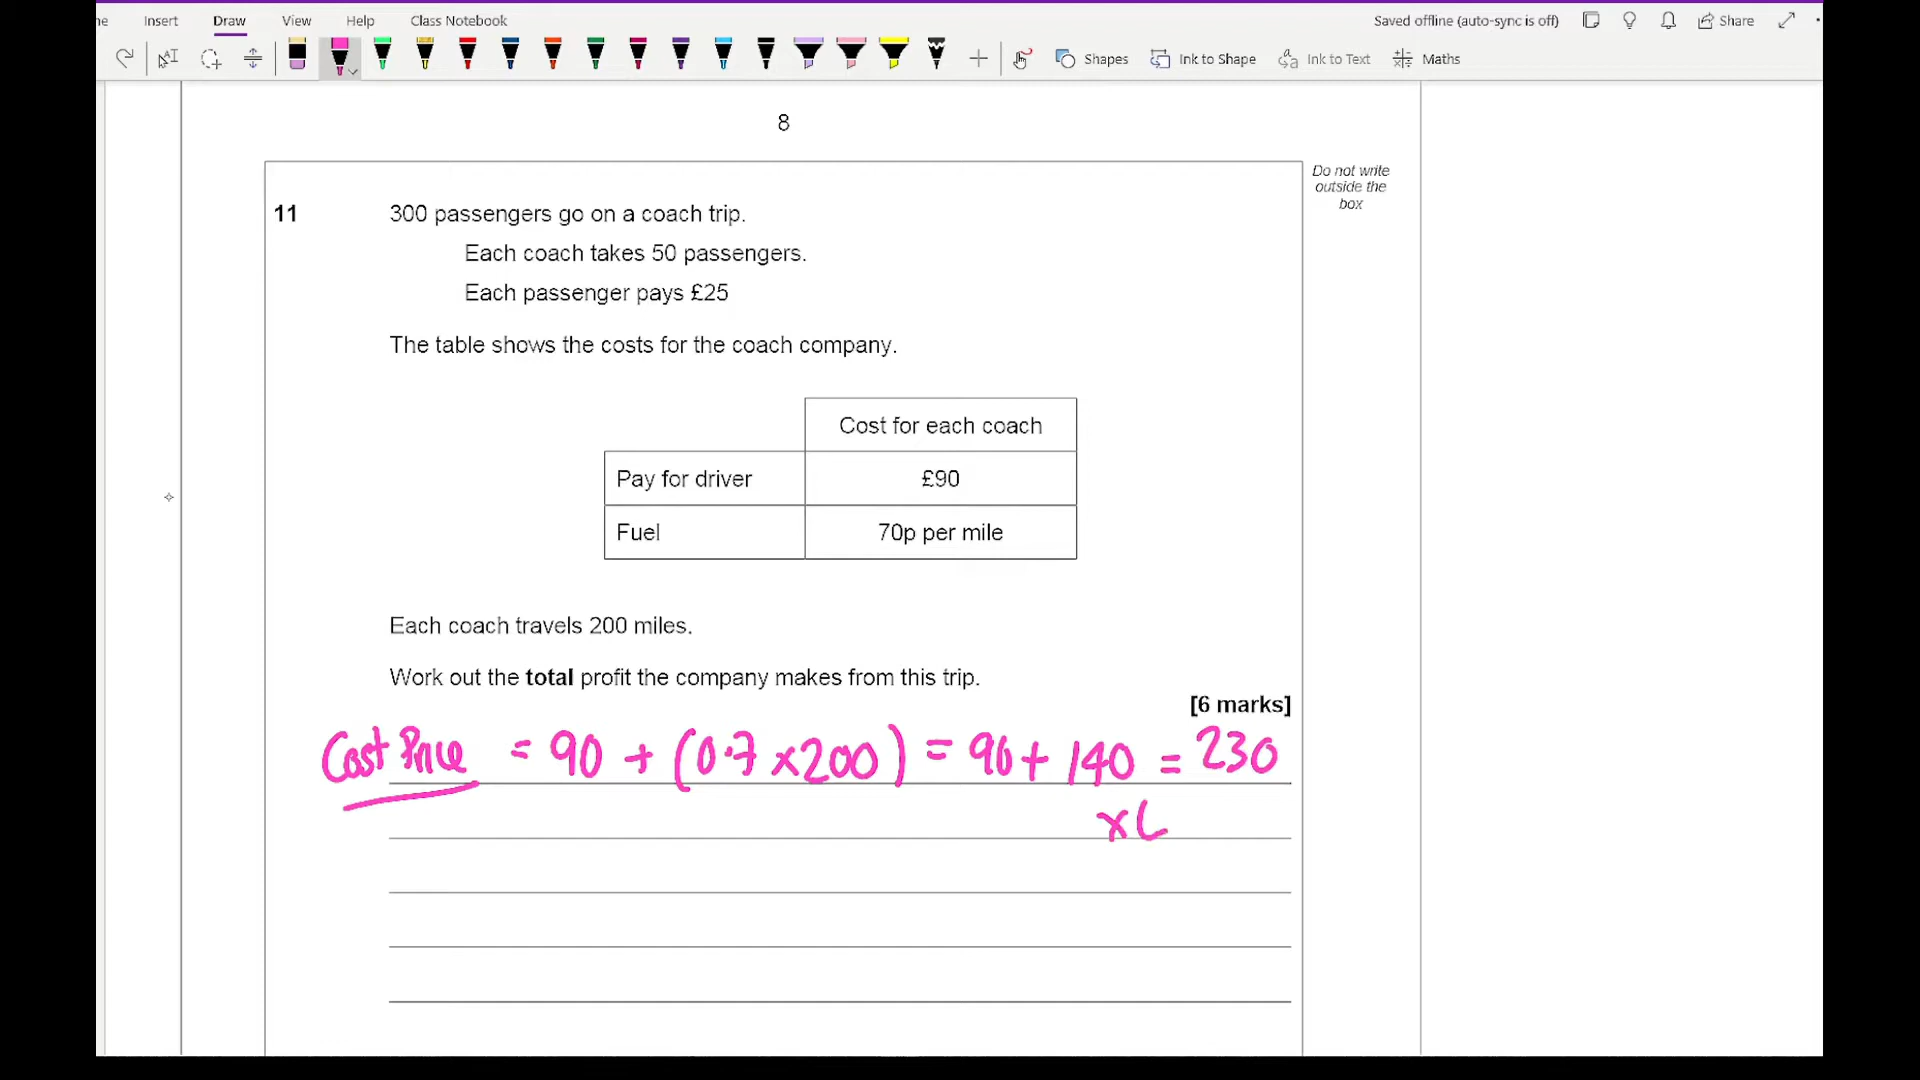 Insert Draw View Help Class Notebook Saved offline (auto-sync is off) Share
Shapes Ink to Shape Ink to Text Maths
8
Do not write
outside the
box
11 300 passengers go on a coach trip.
Each coach takes 50 passengers.
Each passenger pays £25
The table shows the costs for the coach company.
Cost for each coach
Pay for driver £90
Fuel 70p per mile
Each coach travels 200 miles.
Work out the total profit the company makes from this trip.
[6 marks]
Cost Price = 90 + (0.7 x 200) = 90 + 140 = 230